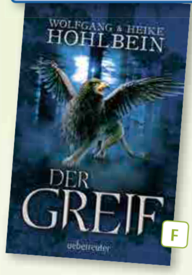 WOLFGANG & HEIKE
HOHLBEIN
DER
GREIF
ueberreuter
F